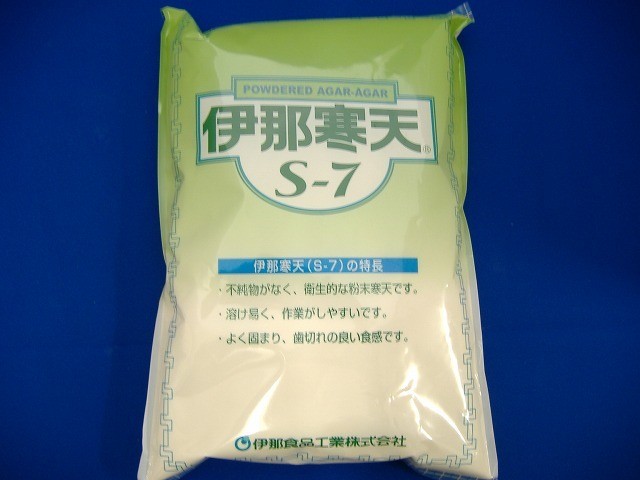 POWDERED AGAR-AGAR
伊那寒天®
S-7
伊那寒天(S-7)の特長
・不純物がなく、衛生的な粉末寒天です。
・溶け易く、作業がしやすいです。
・よく固まり、歯切れの良い食感です。
伊那食品工業株式会社